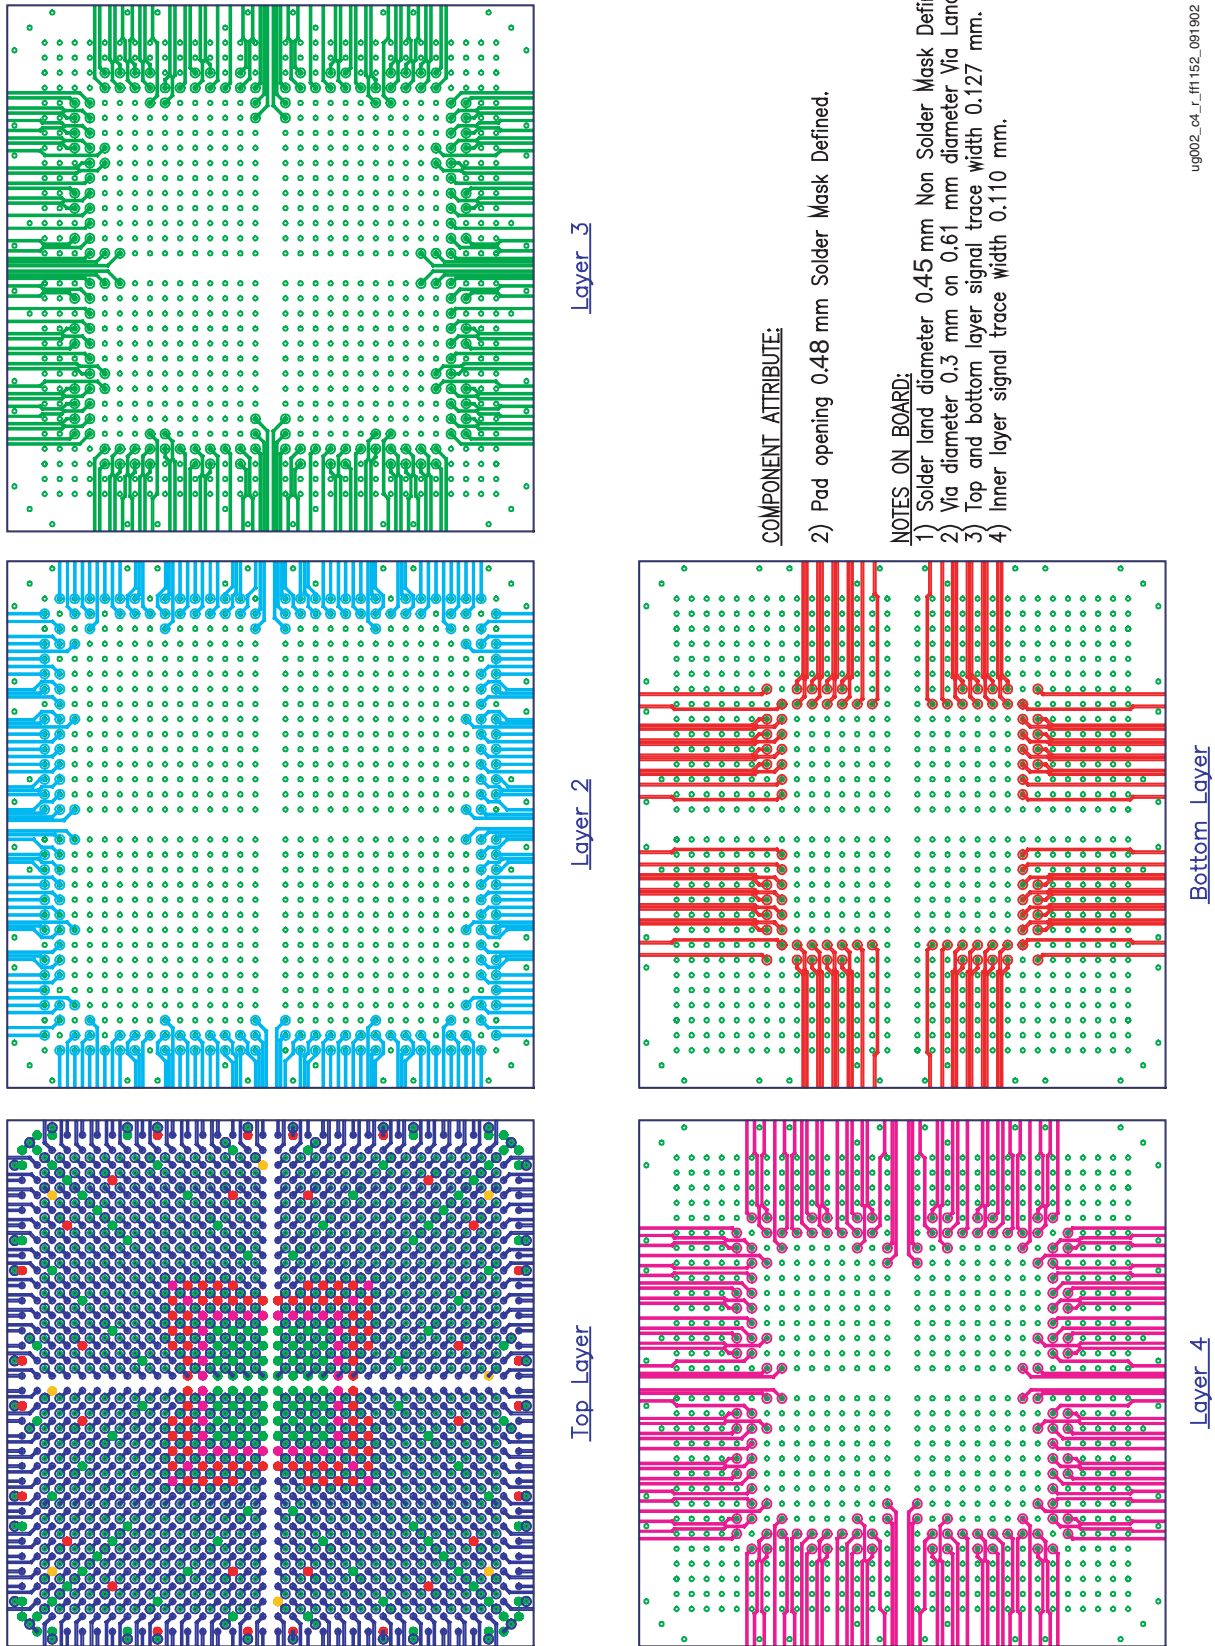 Top Layer
Layer 2
Layer 3
Layer 4
Bottom Layer
COMPONENT ATTRIBUTE:
2) Pad opening 0.48 mm Solder Mask Defined.
NOTES ON BOARD:
1) Solder land diameter 0.45 mm Non Solder Mask Defin
2) Via diameter 0.3 mm on 0.61 mm diameter Via Land
3) Top and bottom layer signal trace width 0.127 mm.
4) Inner layer signal trace width 0.110 mm.
ug002_c4_r_ff1152_091902